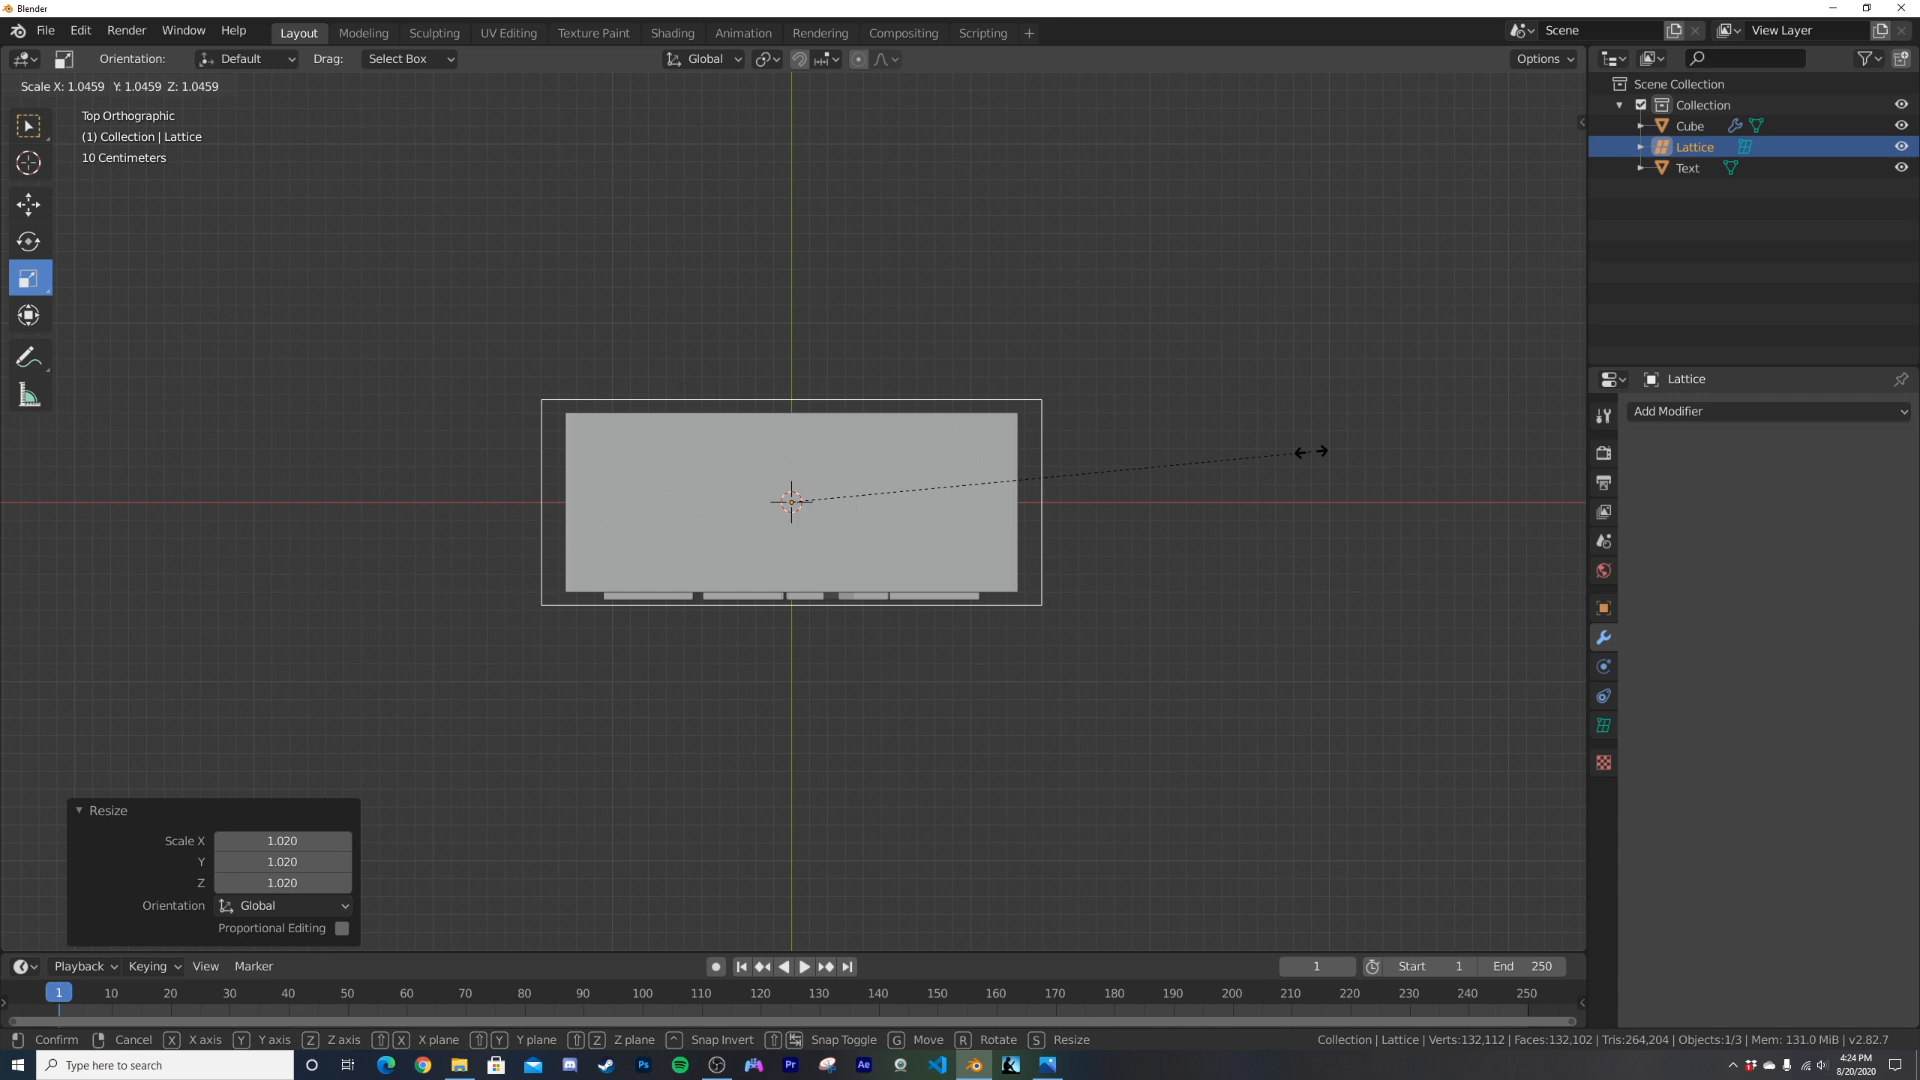 Blender
File Edit Render Window Help Layout Modeling Sculpting UV Editing Texture Paint Shading Animation Rendering Compositing Scripting + Scene View Layer
Orientation: Default Drag: Select Box Global Options
Scale X: 1.0459 Y: 1.0459 Z: 1.0459
Top Orthographic
(1) Collection | Lattice
10 Centimeters
Scene Collection
Collection
Cube
Lattice
Text
Lattice
Add Modifier
Resize
Scale X 1.020
Y 1.020
Z 1.020
Orientation Global
Proportional Editing
Playback Keying View Marker 1 Start 1 End 250
1 10 20 30 40 50 60 70 80 90 100 110 120 130 140 150 160 170 180 190 200 210 220 230 240 250
Confirm Cancel X X axis Y Y axis Z Z axis X X plane Y Y plane Z Z plane Snap Invert Snap Toggle G Move R Rotate S Resize Collection | Lattice | Verts:132,112 | Faces:132,102 | Tris:264,204 | Objects:1/3 | Mem: 131.0 MiB | v2.82.7
Type here to search Ps Pr Ae 4:24 PM
8/20/2020